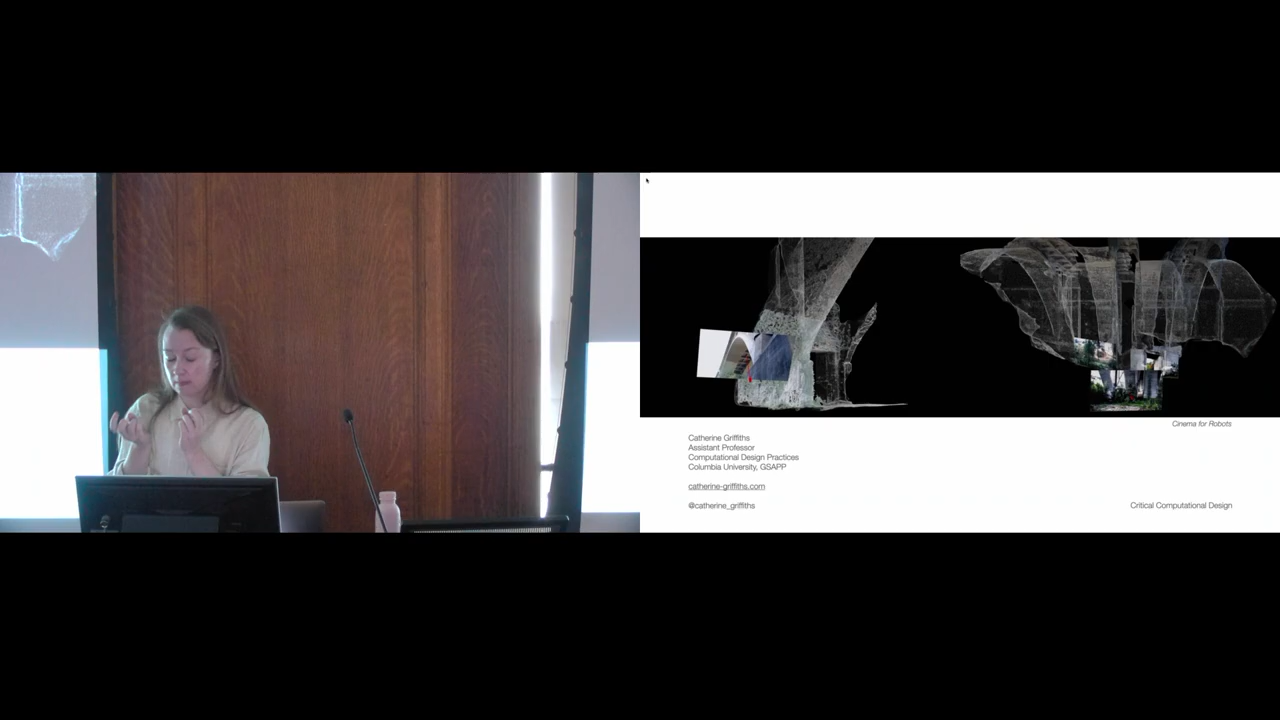 Cinema for Robots
Catherine Griffiths
Assistant Professor
Computational Design Practices
Columbia University, GSAPP
catherine-griffiths.com
@catherine_griffiths
Critical Computational Design